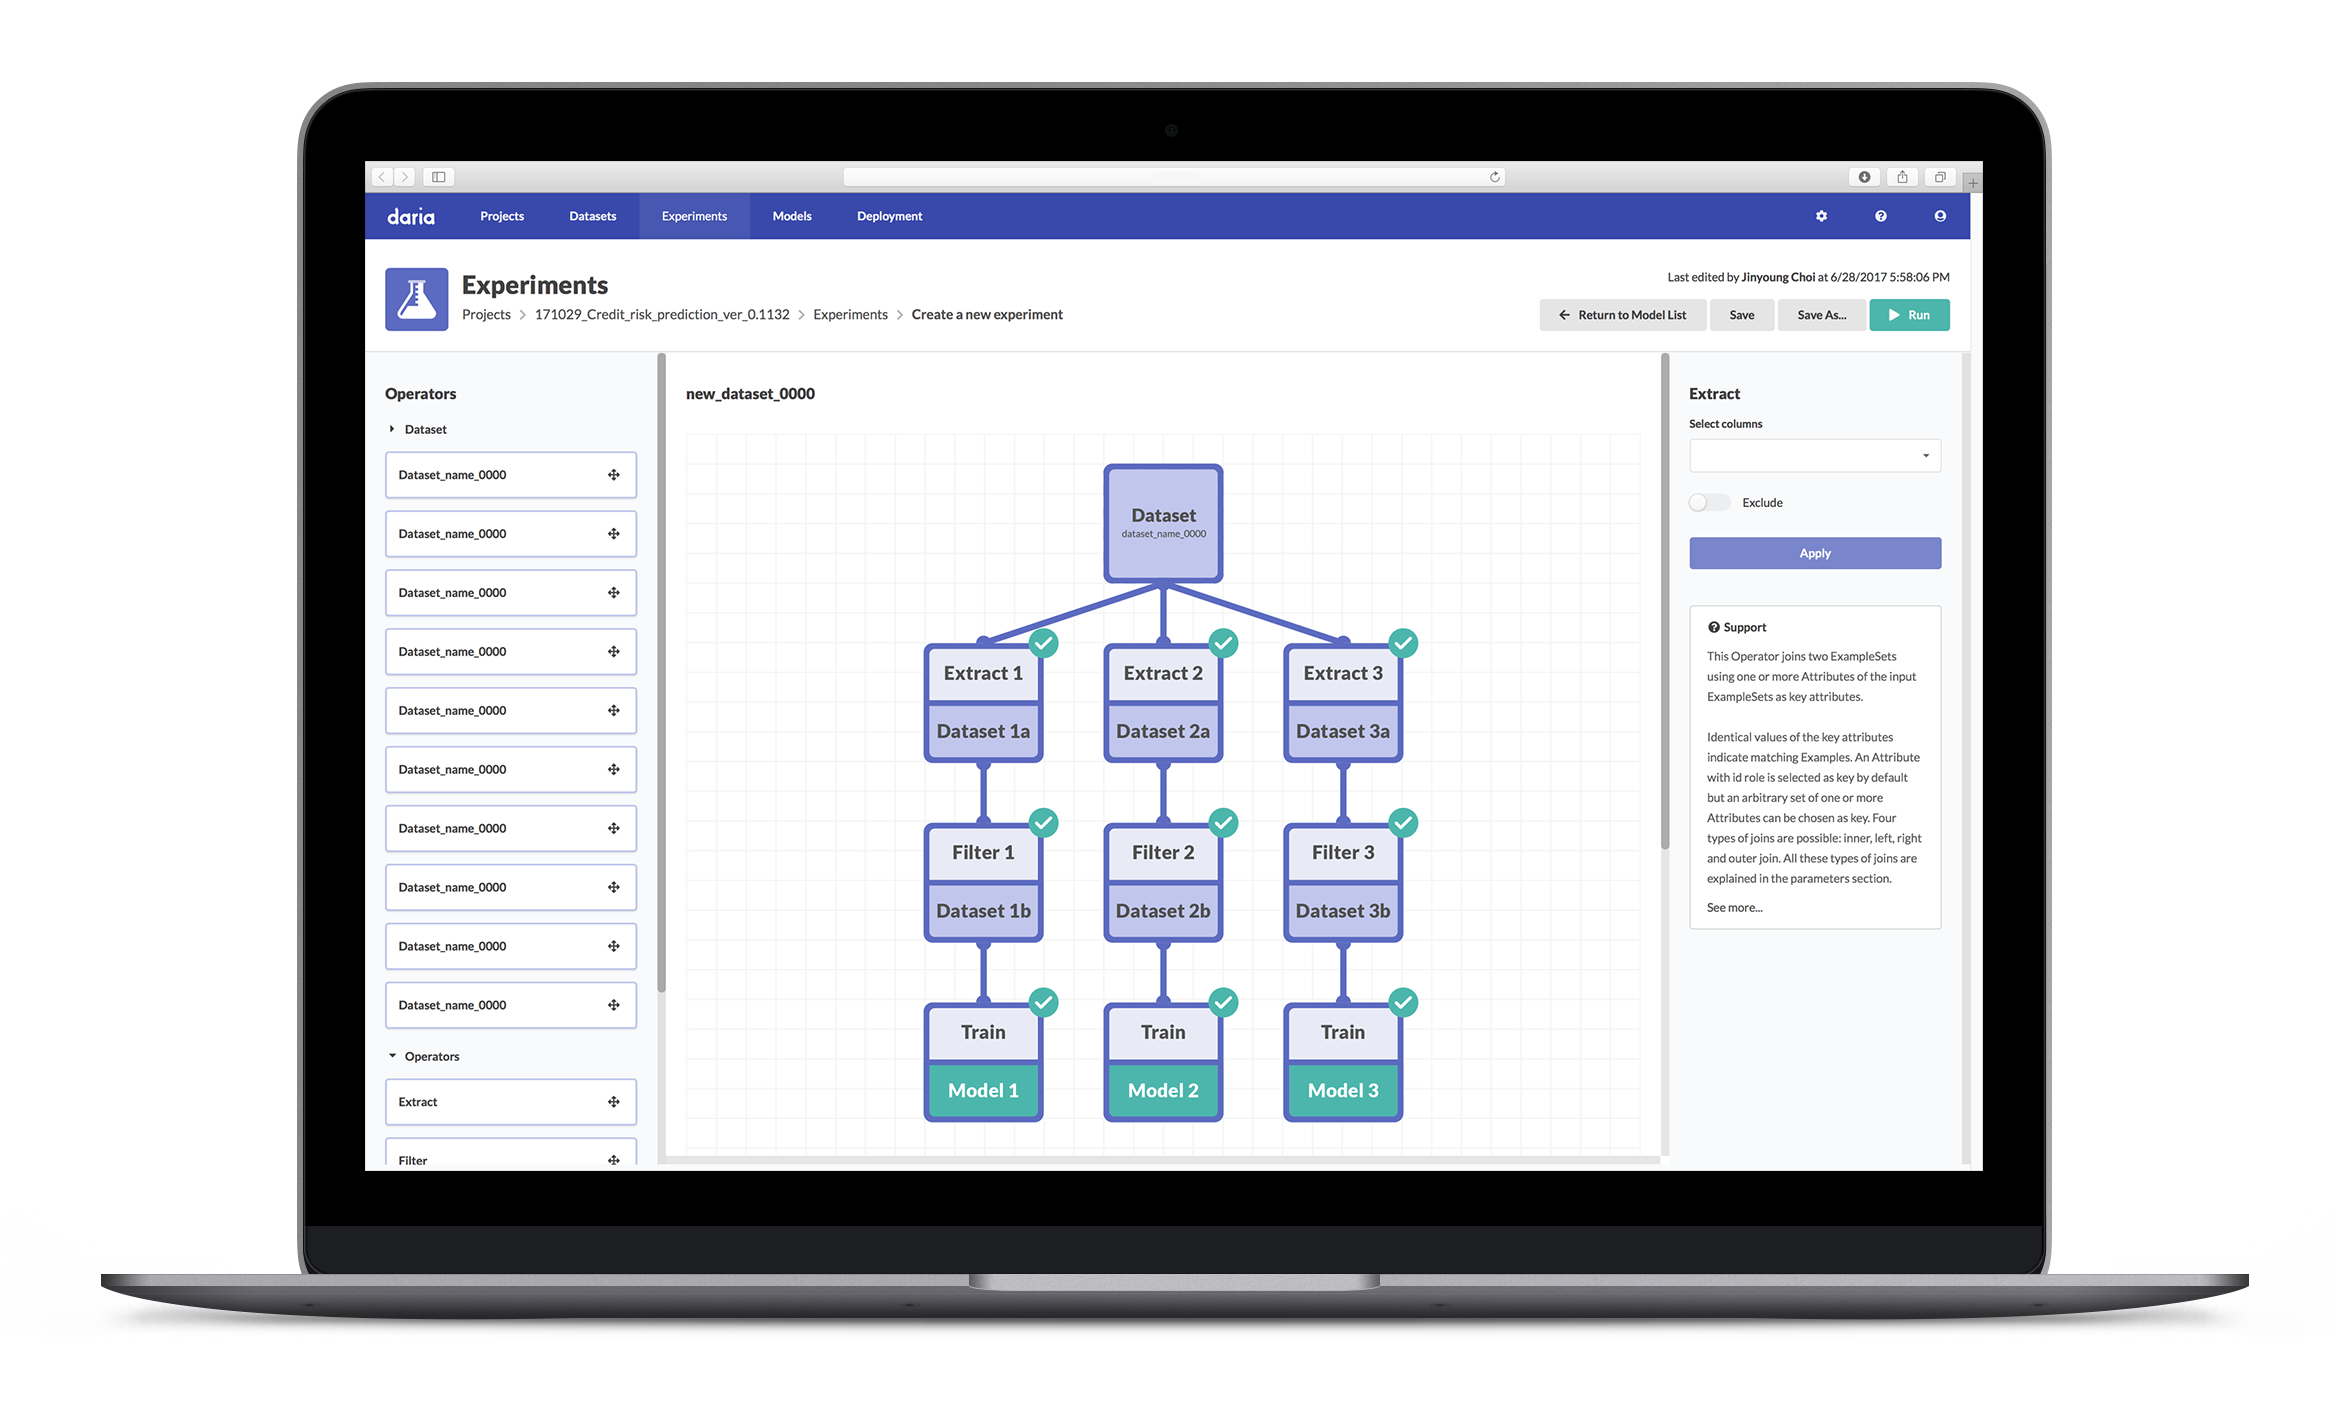 daria
Projects
Datasets
Experiments
Models
Deployment
Experiments
Projects > 171029_Credit_risk_prediction_ver_0.1132 > Experiments > Create a new experiment
Last edited by Jinyoung Choi at 6/28/2017 5:58:06 PM
Return to Model List
Save
Save As...
Run
Operators
Dataset
Dataset_name_0000
Dataset_name_0000
Dataset_name_0000
Dataset_name_0000
Dataset_name_0000
Dataset_name_0000
Dataset_name_0000
Dataset_name_0000
Dataset_name_0000
Dataset_name_0000
Operators
Extract
Filter
new_dataset_0000
Dataset
dataset_name_0000
Extract 1
Dataset 1a
Extract 2
Dataset 2a
Extract 3
Dataset 3a
Filter 1
Dataset 1b
Filter 2
Dataset 2b
Filter 3
Dataset 3b
Train
Model 1
Train
Model 2
Train
Model 3
Extract
Select columns
Exclude
Apply
Support
This Operator joins two ExampleSets
using one or more Attributes of the input
ExampleSets as key attributes.
Identical values of the key attributes
indicate matching Examples. An Attribute
with id role is selected as key by default
but an arbitrary set of one or more
Attributes can be chosen as key. Four
types of joins are possible: inner, left, right
and outer join. All these types of joins are
explained in the parameters section.
See more...